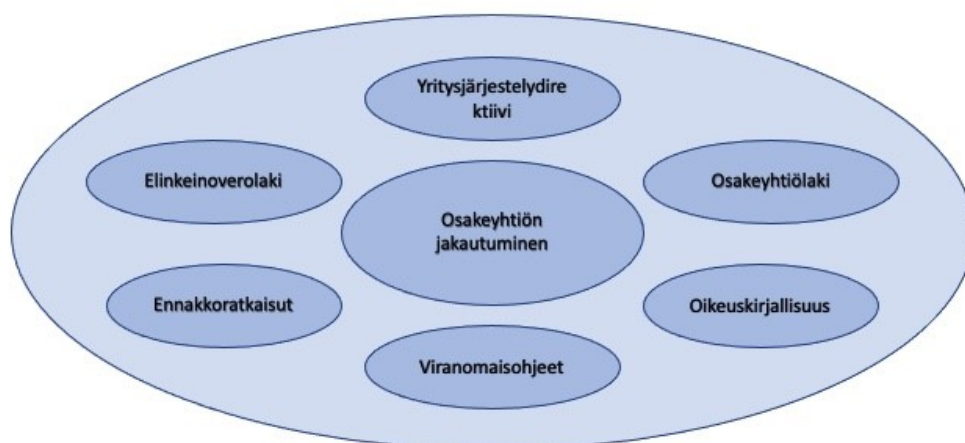 Yritysjärjestelydire
ktiivi
Elinkeinoverolaki
Osakeyhtiölaki
Osakeyhtiön
jakautuminen
Ennakkoratkaisut
Oikeuskirjallisuus
Viranomaisohjeet